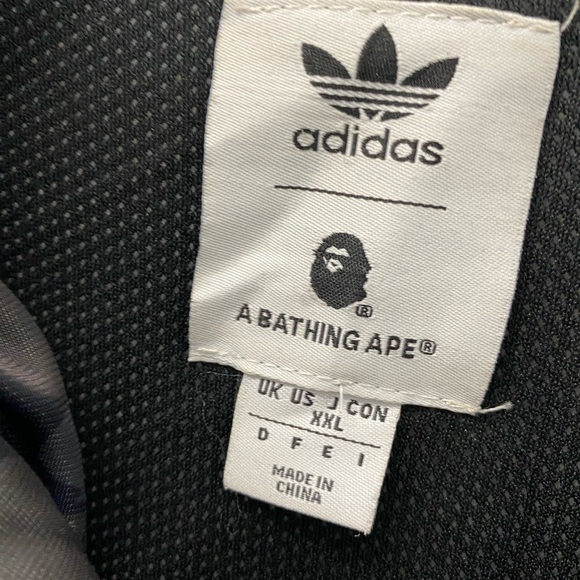 adidas
®
A BATHING APE®
UK US J CON
XXL
D F E I
MADE IN
CHINA